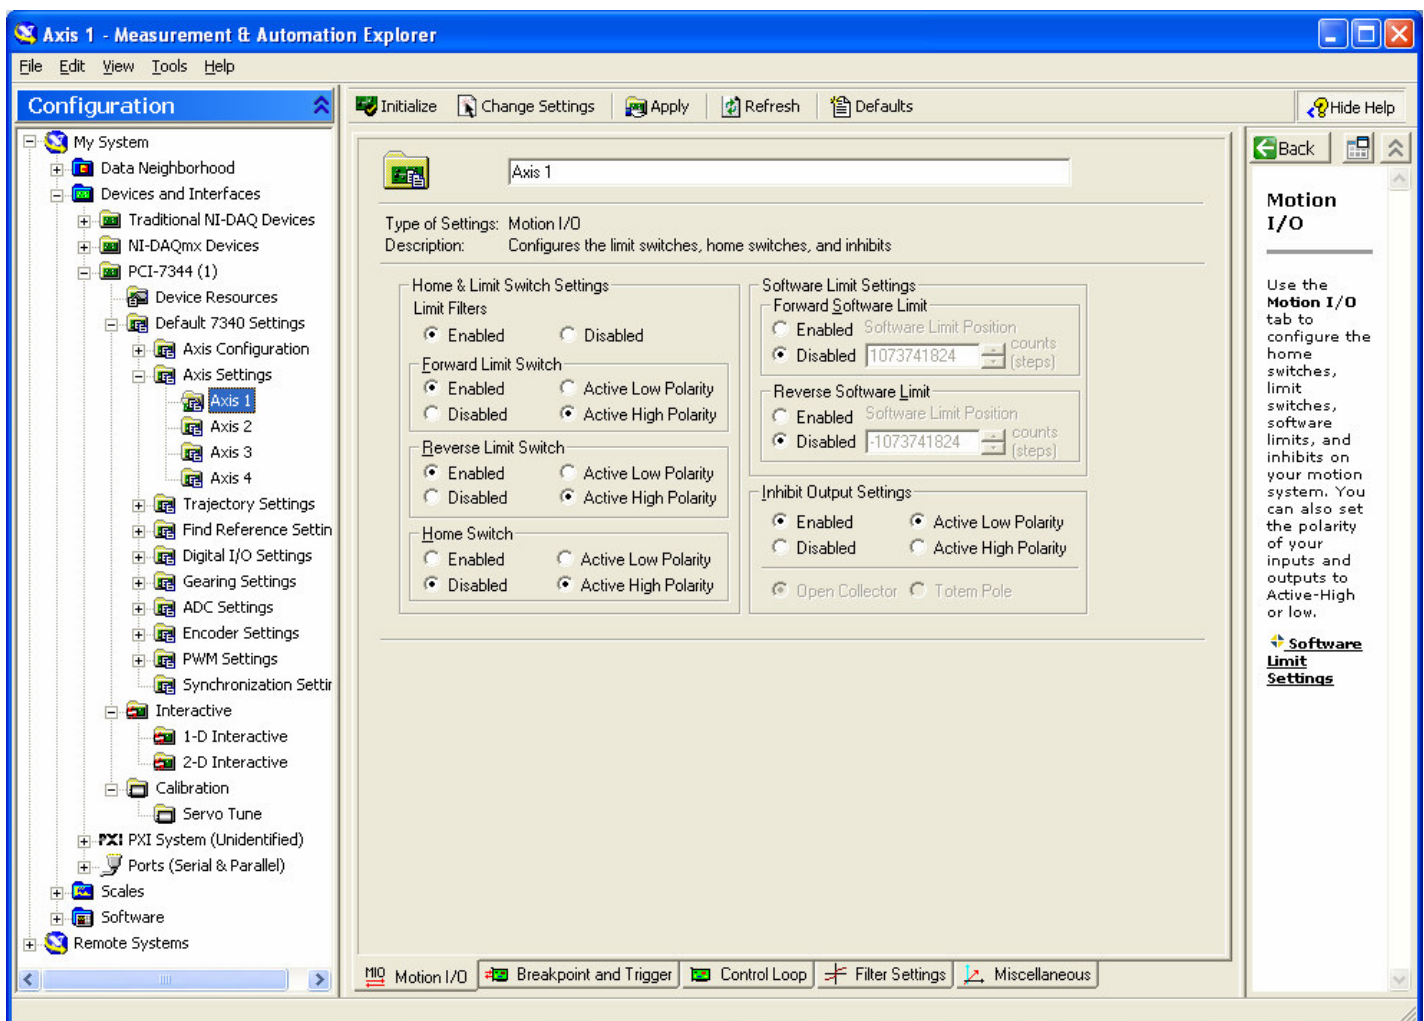 Axis 1 - Measurement & Automation Explorer
File Edit View Tools Help
Configuration
Initialize Change Settings Apply Refresh Defaults Hide Help
My System
Data Neighborhood
Devices and Interfaces
Traditional NI-DAQ Devices
NI-DAQmx Devices
PCI-7344 (1)
Device Resources
Default 7340 Settings
Axis Configuration
Axis Settings
Axis 1
Axis 2
Axis 3
Axis 4
Trajectory Settings
Find Reference Settin
Digital I/O Settings
Gearing Settings
ADC Settings
Encoder Settings
PWM Settings
Synchronization Settin
Interactive
1-D Interactive
2-D Interactive
Calibration
Servo Tune
PXI PXI System (Unidentified)
Ports (Serial & Parallel)
Scales
Software
Remote Systems
Axis 1
Type of Settings: Motion I/O
Description: Configures the limit switches, home switches, and inhibits
Home & Limit Switch Settings
Limit Filters
Enabled Disabled
Forward Limit Switch
Enabled Active Low Polarity
Disabled Active High Polarity
Reverse Limit Switch
Enabled Active Low Polarity
Disabled Active High Polarity
Home Switch
Enabled Active Low Polarity
Disabled Active High Polarity
Software Limit Settings
Forward Software Limit
Enabled Software Limit Position
Disabled 1073741824 counts
(steps)
Reverse Software Limit
Enabled Software Limit Position
Disabled -1073741824 counts
(steps)
Inhibit Output Settings
Enabled Active Low Polarity
Disabled Active High Polarity
Open Collector Totem Pole
MIO Motion I/O Breakpoint and Trigger Control Loop Filter Settings Miscellaneous
Back
Motion
I/O
Use the
Motion I/O
tab to
configure the
home
switches,
limit
switches,
software
limits, and
inhibits on
your motion
system. You
can also set
the polarity
of your
inputs and
outputs to
Active-High
or low.
Software
Limit
Settings